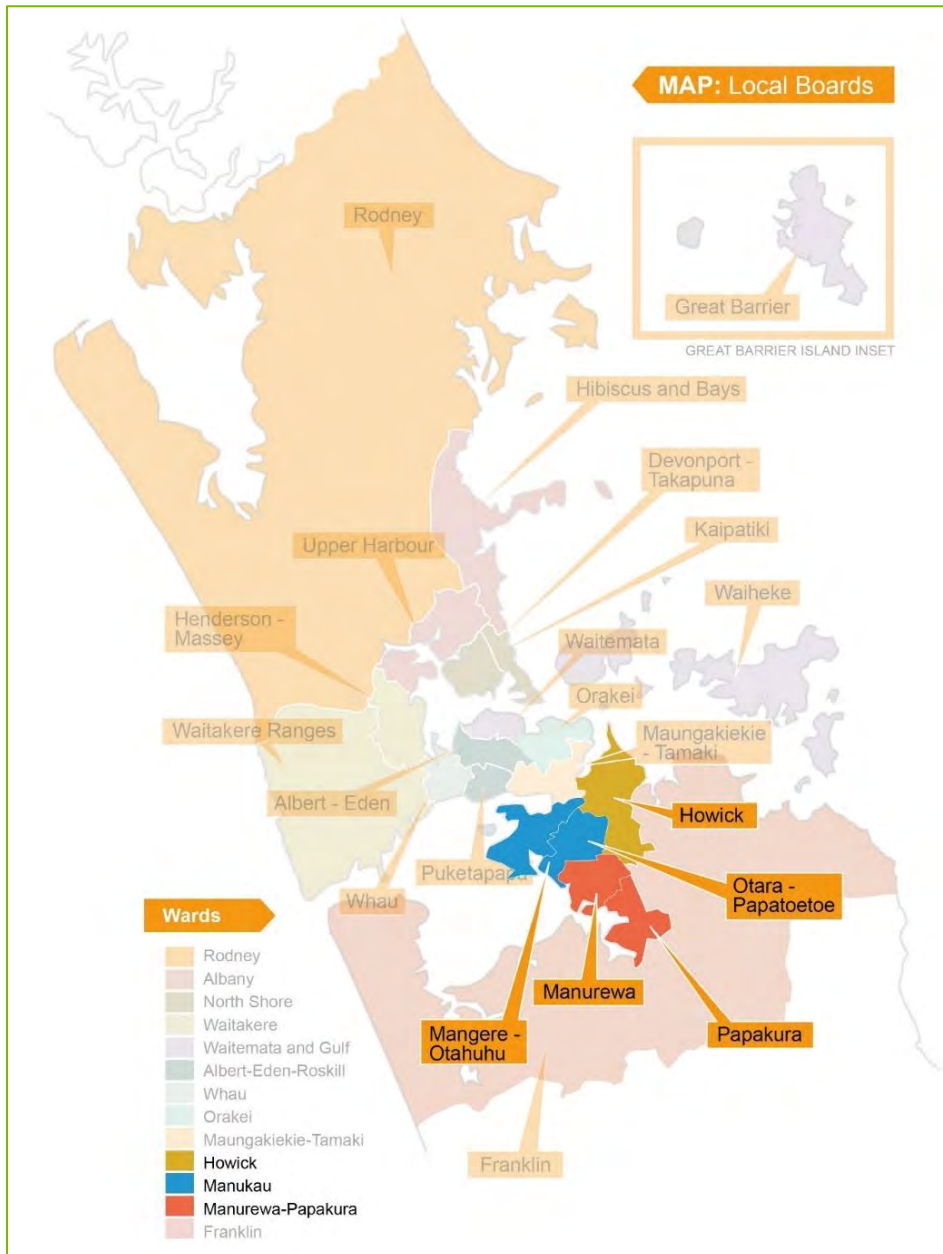 MAP: Local Boards
Rodney
Great Barrier
GREAT BARRIER ISLAND INSET
Hibiscus and Bays
Devonport -
Takapuna
Kaipatiki
Upper Harbour
Waiheke
Henderson -
Massey
Waitemata
Orakei
Waitakere Ranges
Maungakiekie
- Tamaki
Albert - Eden
Howick
Puketapapa
Whau
Otara -
Papatoetoe
Manurewa
Mangere -
Otahuhu
Papakura
Franklin
Wards
Rodney
Albany
North Shore
Waitakere
Waitemata and Gulf
Albert-Eden-Roskill
Whau
Orakei
Maungakiekie-Tamaki
Howick
Manukau
Manurewa-Papakura
Franklin